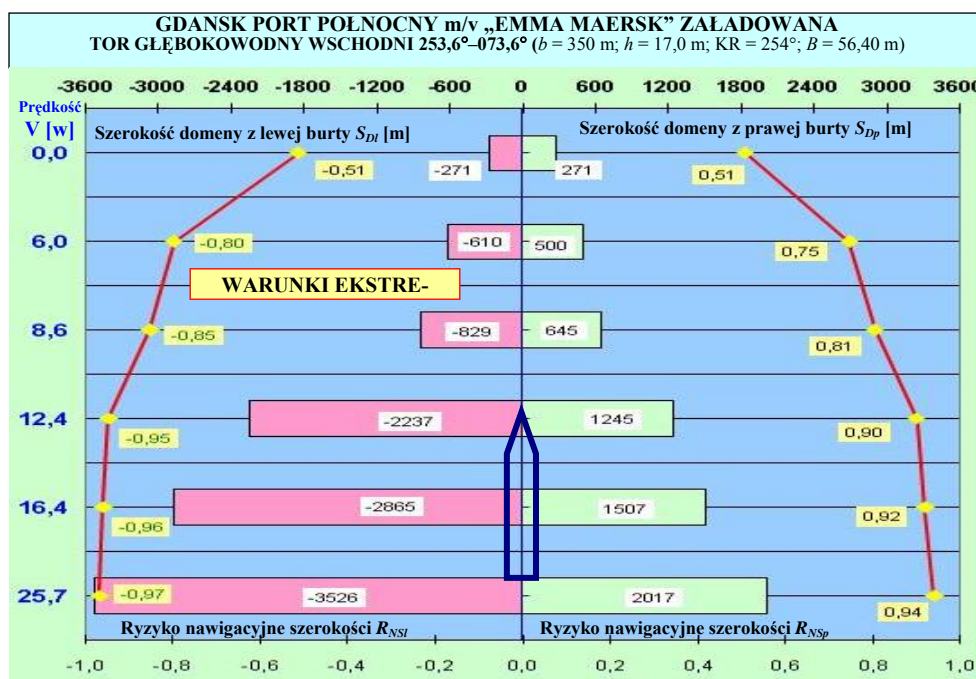 GDAŃSK PORT PÓŁNOCNY m/v „EMMA MAERSK” ZAŁADOWANA
TOR GŁĘBOKOWODNY WSCHODNI 253,6°–073,6° (b = 350 m; h = 17,0 m; KR = 254°; B = 56,40 m)
-3600 -3000 -2400 -1800 -1200 -600 0 600 1200 1800 2400 3000 3600
Prędkość
V [w]
Szerokość domeny z lewej burty S_Dl [m]
Szerokość domeny z prawej burty S_Dp [m]
0,0 -0,51 -271 271 0,51
6,0 -0,80 -610 500 0,75
WARUNKI EKSTRE-
8,6 -0,85 -829 645 0,81
12,4 -0,95 -2237 1245 0,90
16,4 -0,96 -2865 1507 0,92
25,7 -0,97 -3526 2017 0,94
Ryzyko nawigacyjne szerokości R_NSl
Ryzyko nawigacyjne szerokości R_NSp
-1,0 -0,8 -0,6 -0,4 -0,2 0,0 0,2 0,4 0,6 0,8 1,0